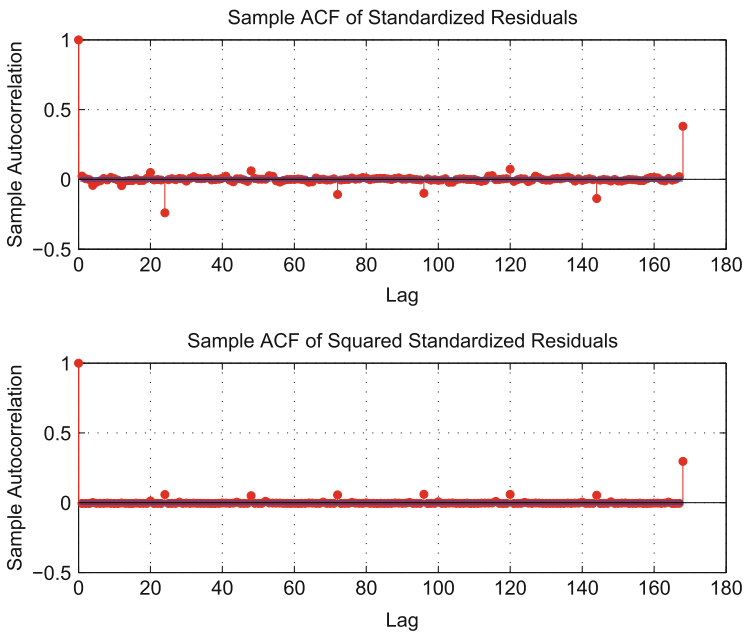 Sample ACF of Standardized Residuals
Sample Autocorrelation
1
0.5
0
−0.5
0 20 40 60 80 100 120 140 160 180
Lag
Sample ACF of Squared Standardized Residuals
Sample Autocorrelation
1
0.5
0
−0.5
0 20 40 60 80 100 120 140 160 180
Lag